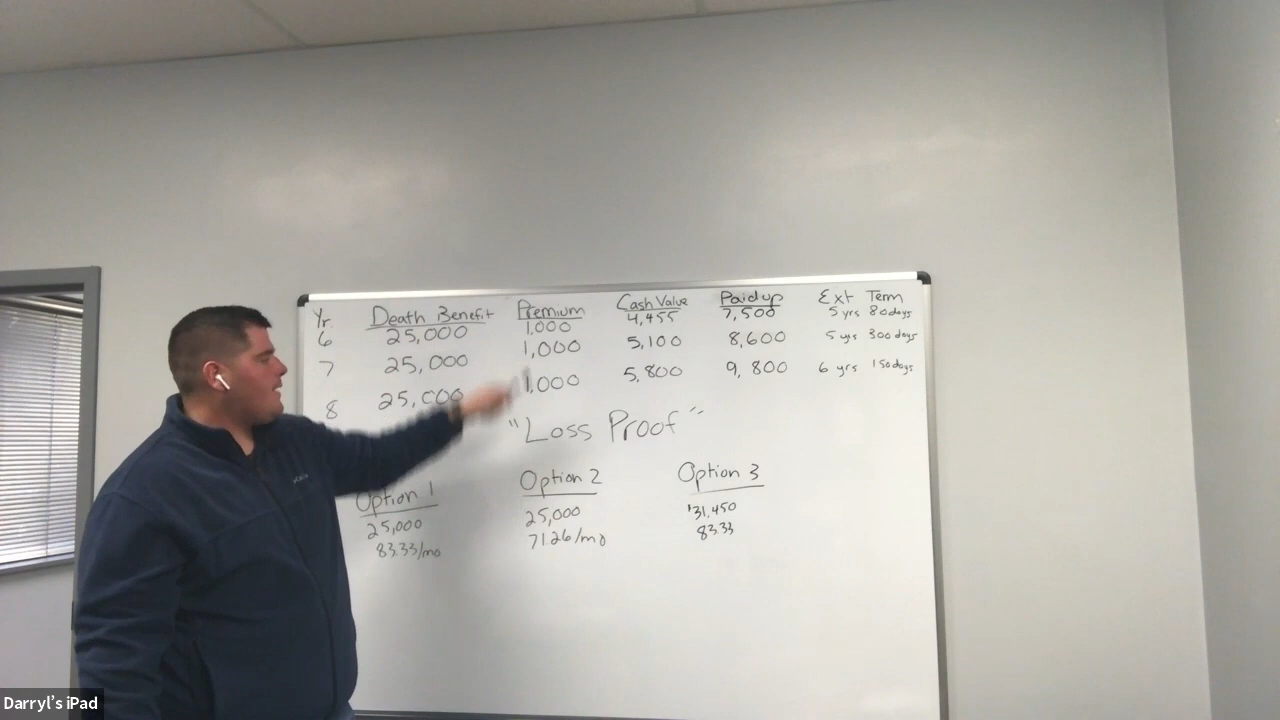 Yr Death Benefit Premium Cash Value Paid up Ext Term
6 25,000 1,000 4,455 7,500 5 yrs 80 days
7 25,000 1,000 5,100 8,600 5 yrs 300 days
8 25,000 1,000 5,800 9,800 6 yrs 150 days
"Loss Proof"
Option 1 Option 2 Option 3
25,000 25,000 31,450
83.33/mo 71.26/mo 83.33
Darryl's iPad